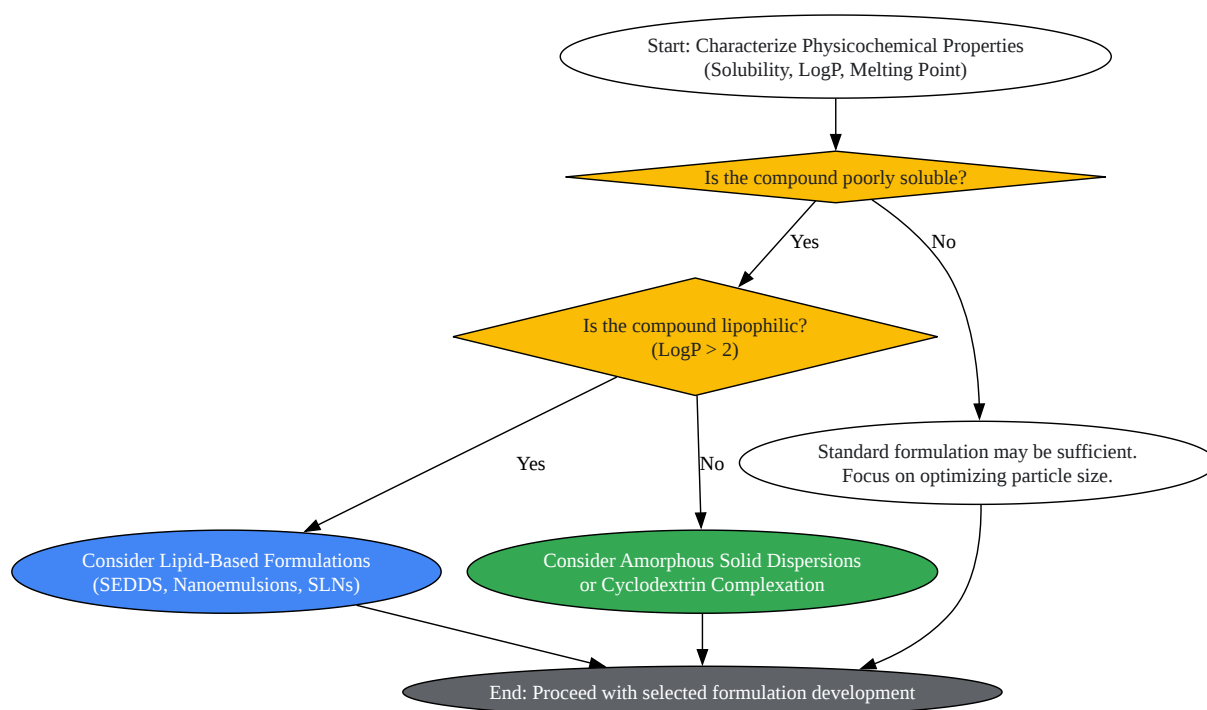 Start: Characterize Physicochemical Properties
(Solubility, LogP, Melting Point)
Is the compound poorly soluble?
Yes
No
Is the compound lipophilic?
(LogP > 2)
Standard formulation may be sufficient.
Focus on optimizing particle size.
Yes
No
Consider Lipid-Based Formulations
(SEDDS, Nanoemulsions, SLNs)
Consider Amorphous Solid Dispersions
or Cyclodextrin Complexation
End: Proceed with selected formulation development